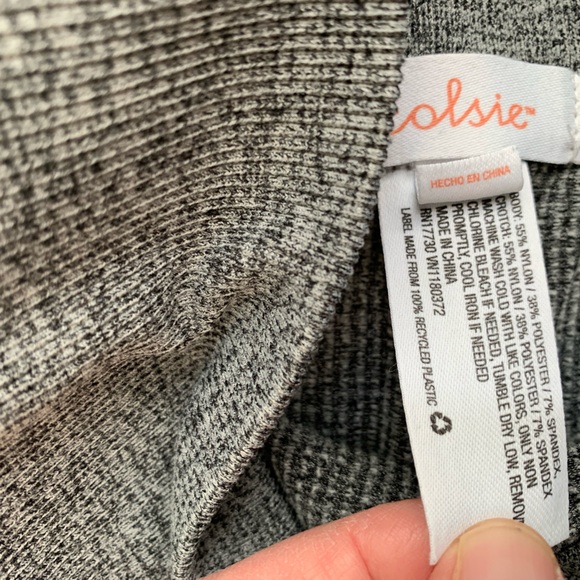 olsie™
HECHO EN CHINA
BODY: 55% NYLON / 38% POLYESTER / 7% SPANDEX,
CROTCH: 55% NYLON / 38% POLYESTER / 7% SPANDEX
MACHINE WASH COLD WITH LIKE COLORS, ONLY NON
CHLORINE BLEACH IF NEEDED, TUMBLE DRY LOW, REMOV
PROMPTLY, COOL IRON IF NEEDED
MADE IN CHINA
RN17730 VN1180372
LABEL MADE FROM 100% RECYCLED PLASTIC